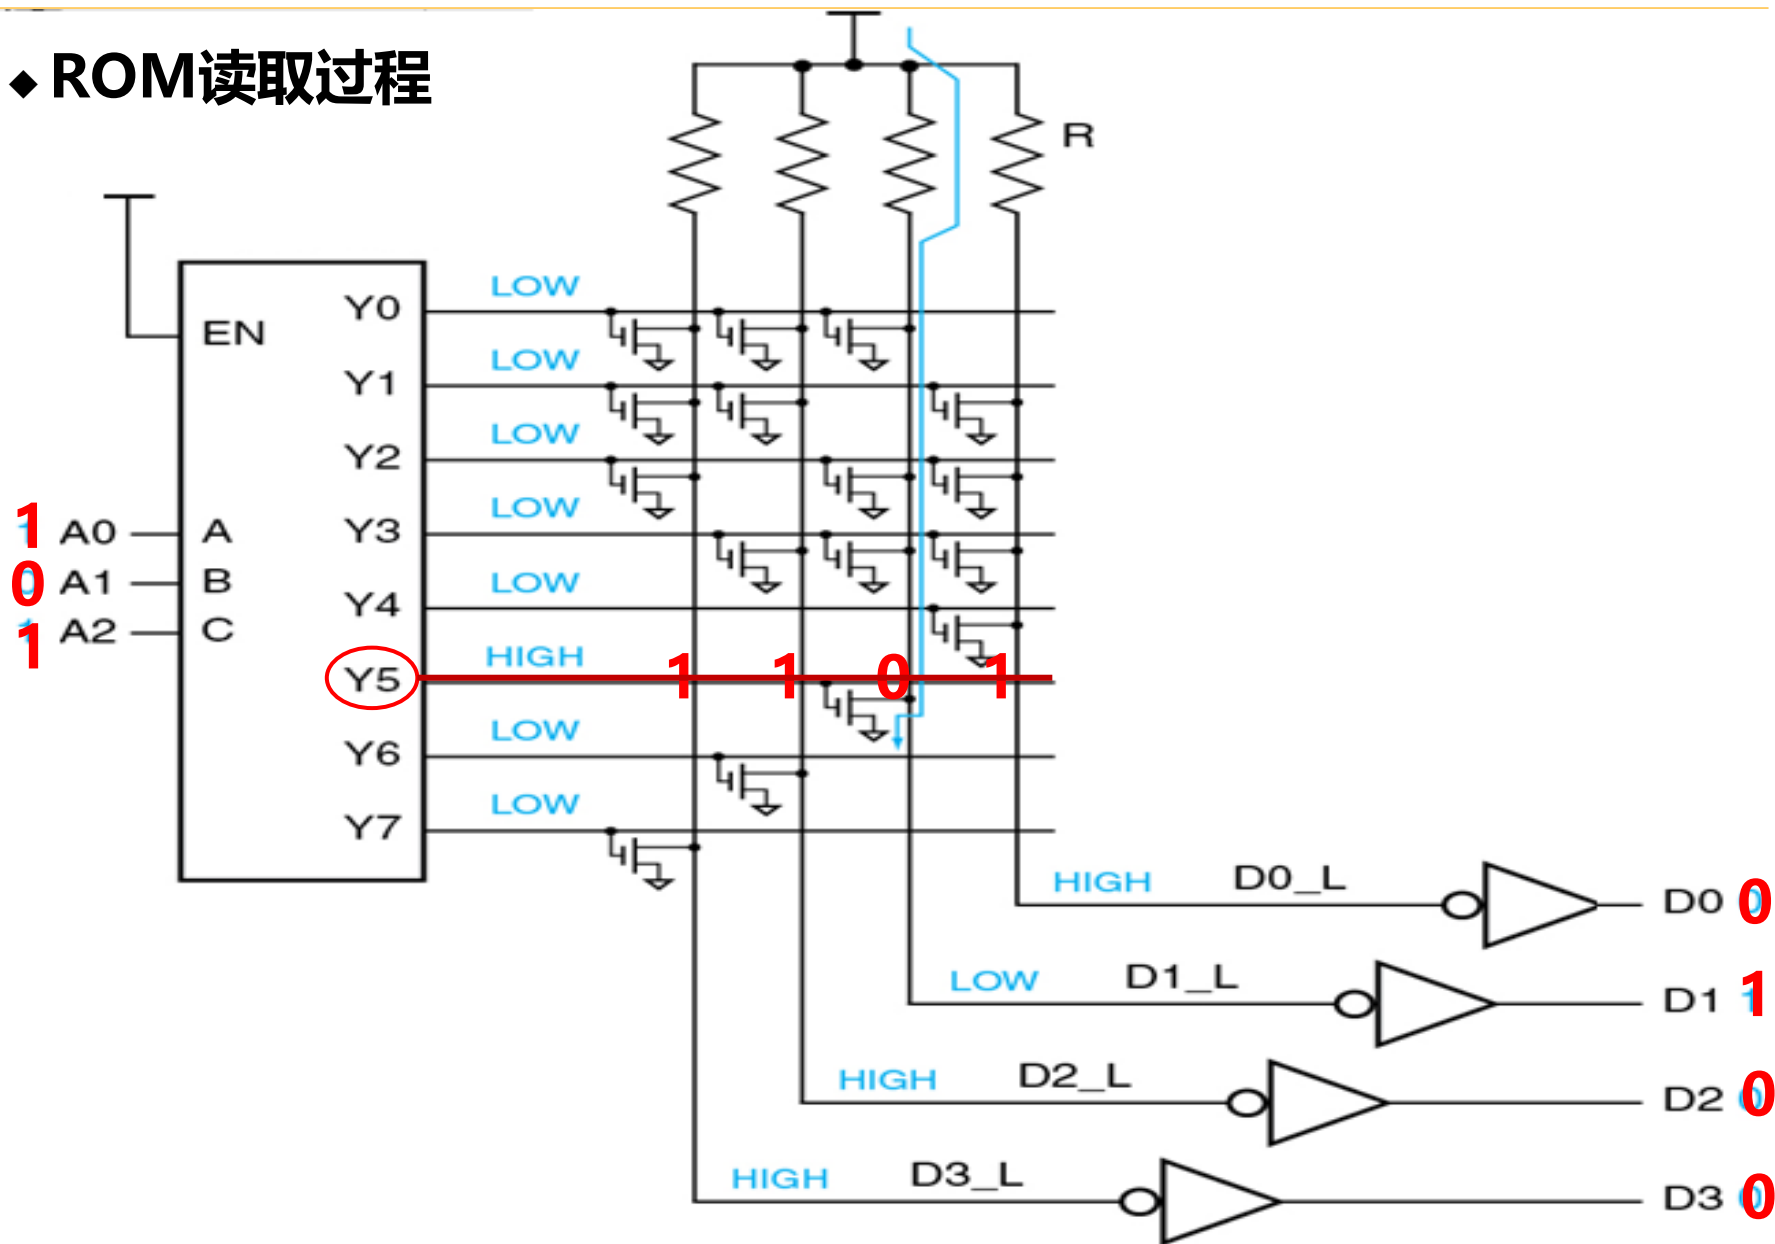 ◆ ROM读取过程
R
LOW
Y0
EN
LOW
Y1
LOW
Y2
LOW
1 A0 A Y3
0 A1 B
LOW
Y4
1 A2 C
HIGH
Y5 1 1 0 1
LOW
Y6
LOW
Y7
HIGH D0_L D0 0
LOW D1_L D1 1
HIGH D2_L D2 0
HIGH D3_L D3 0